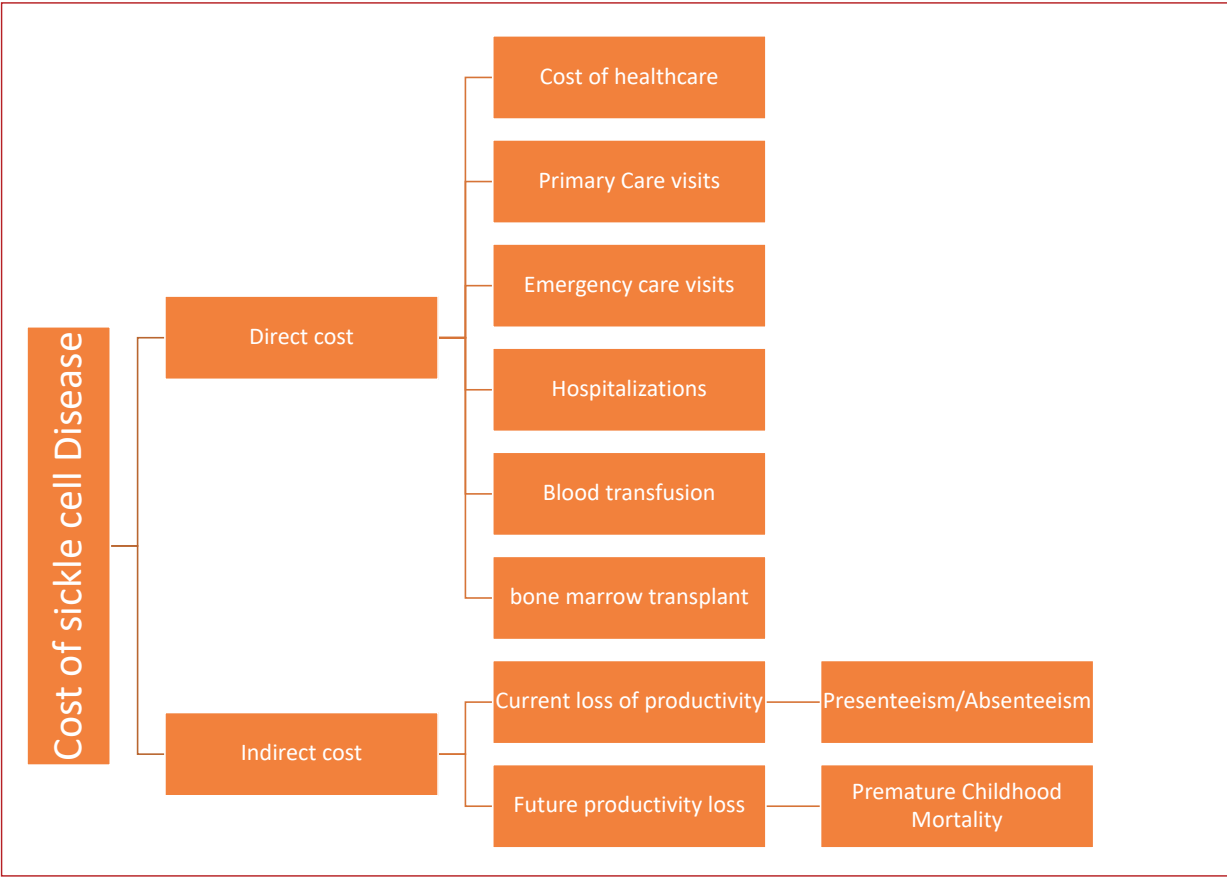 Cost of sickle cell Disease
Direct cost
Cost of healthcare
Primary Care visits
Emergency care visits
Hospitalizations
Blood transfusion
bone marrow transplant
Indirect cost
Current loss of productivity
Presenteeism/Absenteeism
Future productivity loss
Premature Childhood
Mortality